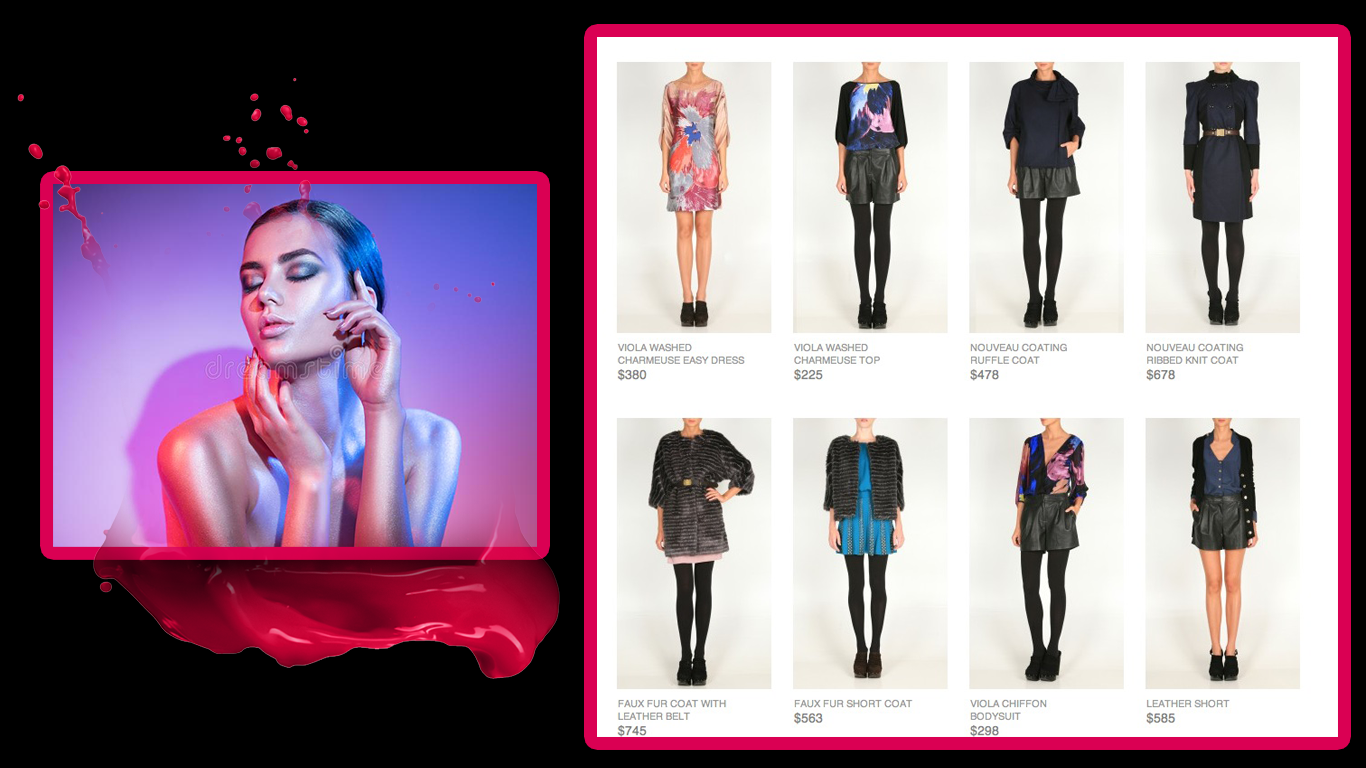 dreamstime
VIOLA WASHED
CHARMEUSE EASY DRESS
$380
VIOLA WASHED
CHARMEUSE TOP
$225
NOUVEAU COATING
RUFFLE COAT
$478
NOUVEAU COATING
RIBBED KNIT COAT
$678
FAUX FUR COAT WITH
LEATHER BELT
$745
FAUX FUR SHORT COAT
$563
VIOLA CHIFFON
BODYSUIT
$298
LEATHER SHORT
$585